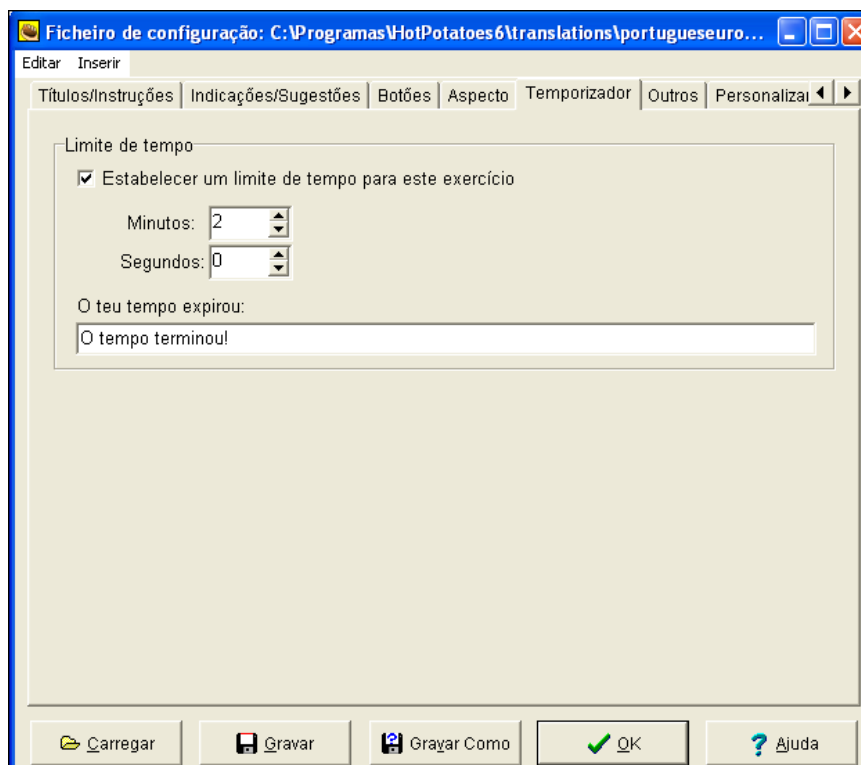 Ficheiro de configuração: C:\Programas\HotPotatoes6\translations\portugueseuro...
Editar Inserir
Títulos/Instruções Indicações/Sugestões Botões Aspecto Temporizador Outros Personalizar
Limite de tempo
Estabelecer um limite de tempo para este exercício
Minutos: 2
Segundos: 0
O teu tempo expirou:
O tempo terminou!
Carregar Gravar Gravar Como OK Ajuda